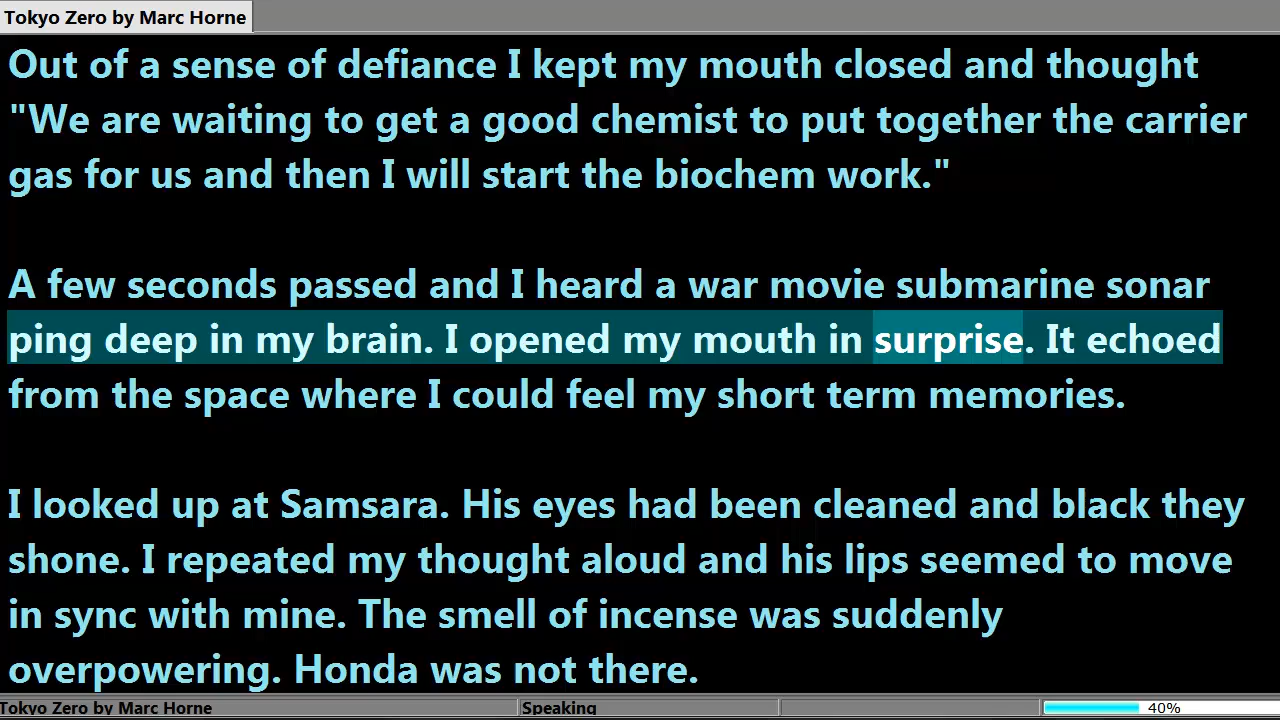 Tokyo Zero by Marc Horne
Out of a sense of defiance I kept my mouth closed and thought
"We are waiting to get a good chemist to put together the carrier
gas for us and then I will start the biochem work."
A few seconds passed and I heard a war movie submarine sonar
ping deep in my brain. I opened my mouth in surprise. It echoed
from the space where I could feel my short term memories.
I looked up at Samsara. His eyes had been cleaned and black they
shone. I repeated my thought aloud and his lips seemed to move
in sync with mine. The smell of incense was suddenly
overpowering. Honda was not there.
Tokyo Zero by Marc Horne Speaking 40%